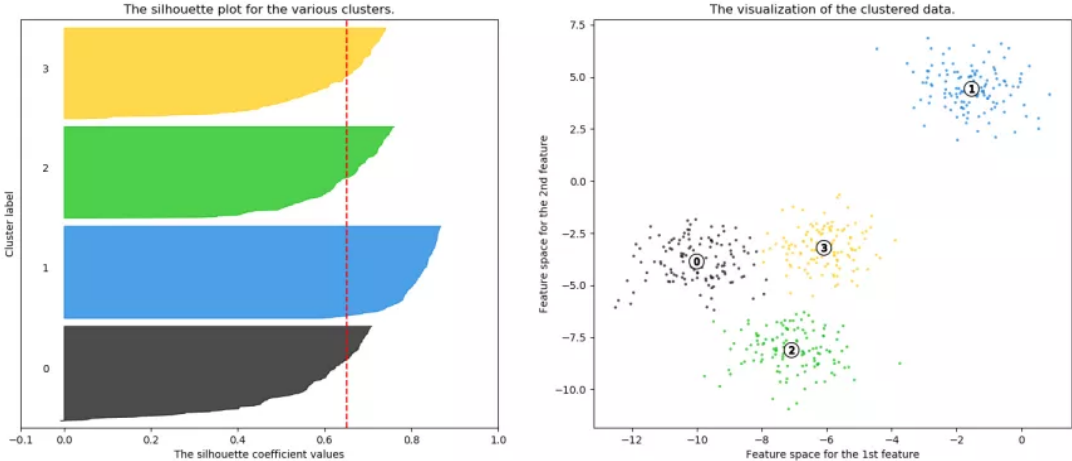 The silhouette plot for the various clusters.
Cluster label
3
2
1
0
−0.1 0.0 0.2 0.4 0.6 0.8 1.0
The silhouette coefficient values
The visualization of the clustered data.
Feature space for the 2nd feature
7.5
5.0
2.5
0.0
−2.5
−5.0
−7.5
−10.0
1
0
3
2
−12 −10 −8 −6 −4 −2 0
Feature space for the 1st feature